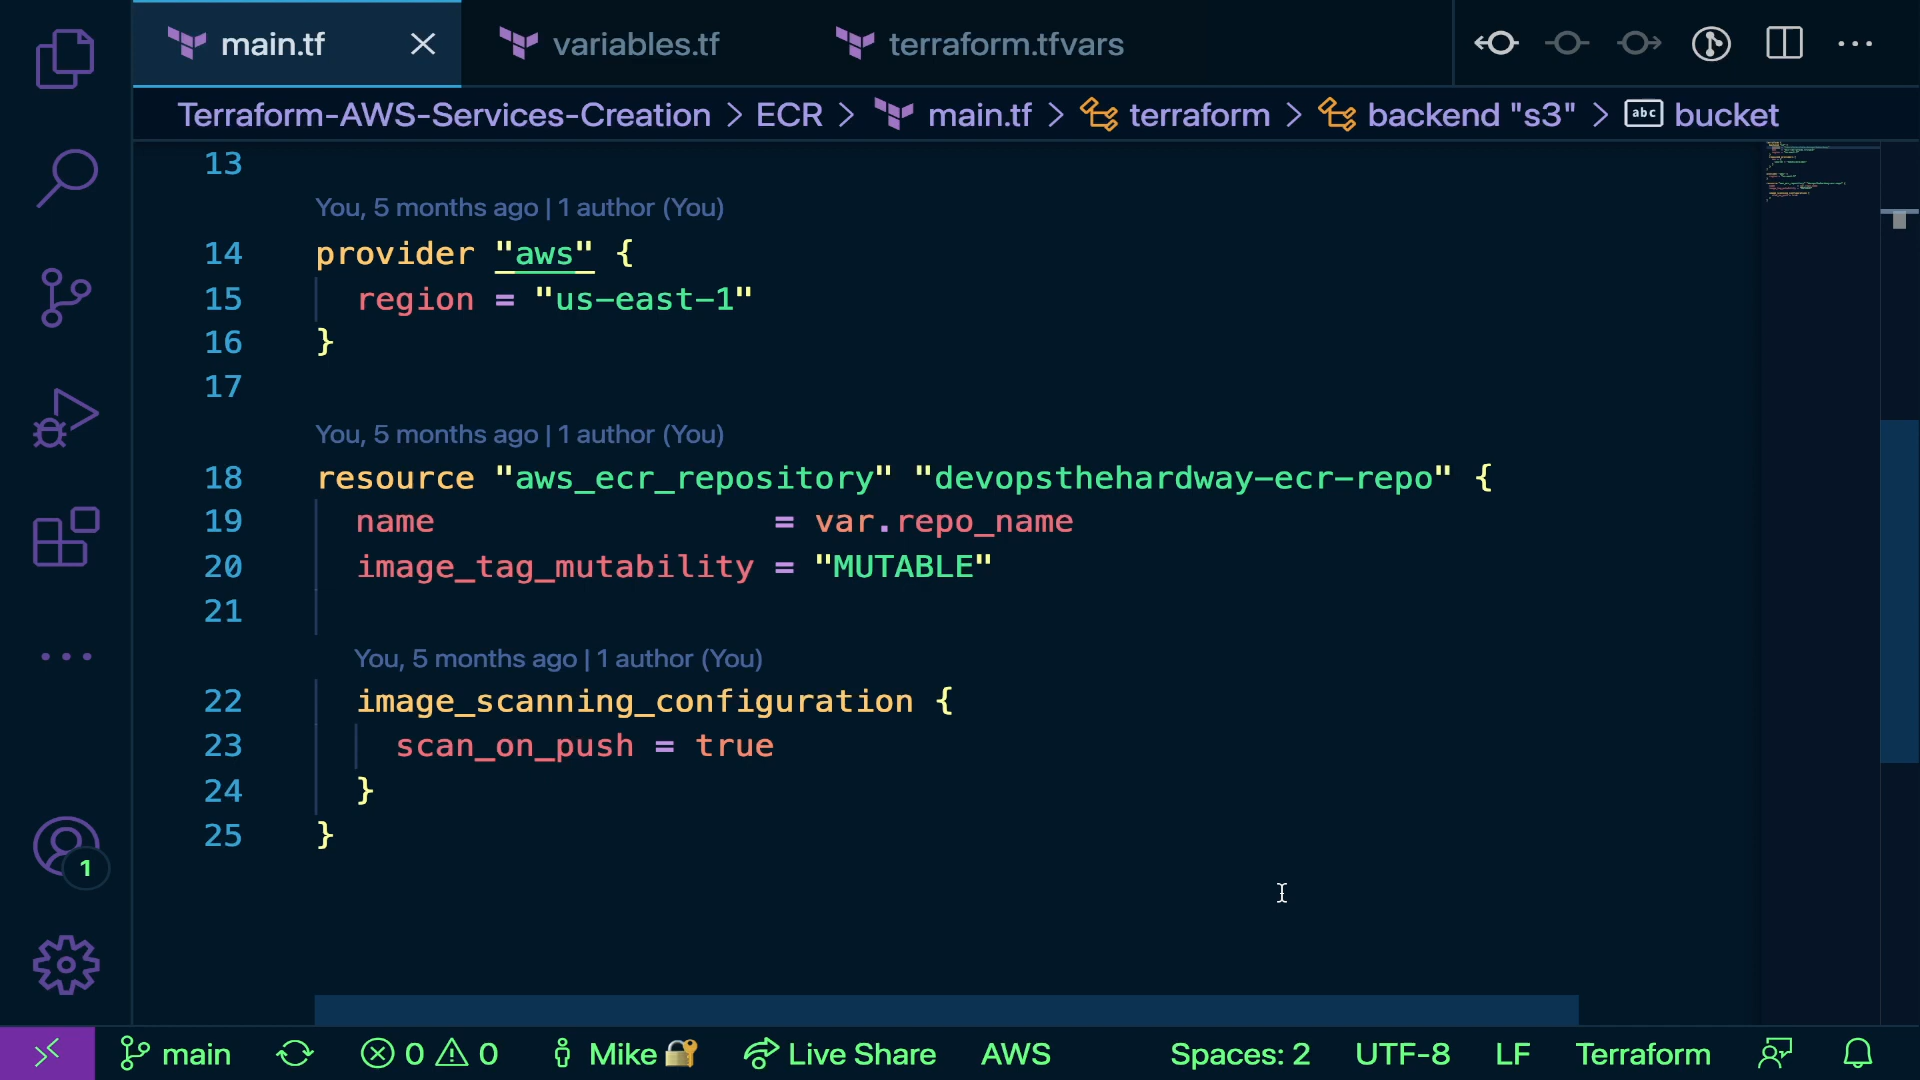 main.tf
variables.tf
terraform.tfvars
Terraform-AWS-Services-Creation > ECR > main.tf > terraform > backend "s3" > abc bucket
13
You, 5 months ago | 1 author (You)
14 provider "aws" {
15 region = "us-east-1"
16 }
17
You, 5 months ago | 1 author (You)
18 resource "aws_ecr_repository" "devopsthehardway-ecr-repo" {
19 name = var.repo_name
20 image_tag_mutability = "MUTABLE"
21
You, 5 months ago | 1 author (You)
22 image_scanning_configuration {
23 scan_on_push = true
24 }
25 }
1
main 0 0 Mike Live Share AWS Spaces: 2 UTF-8 LF Terraform